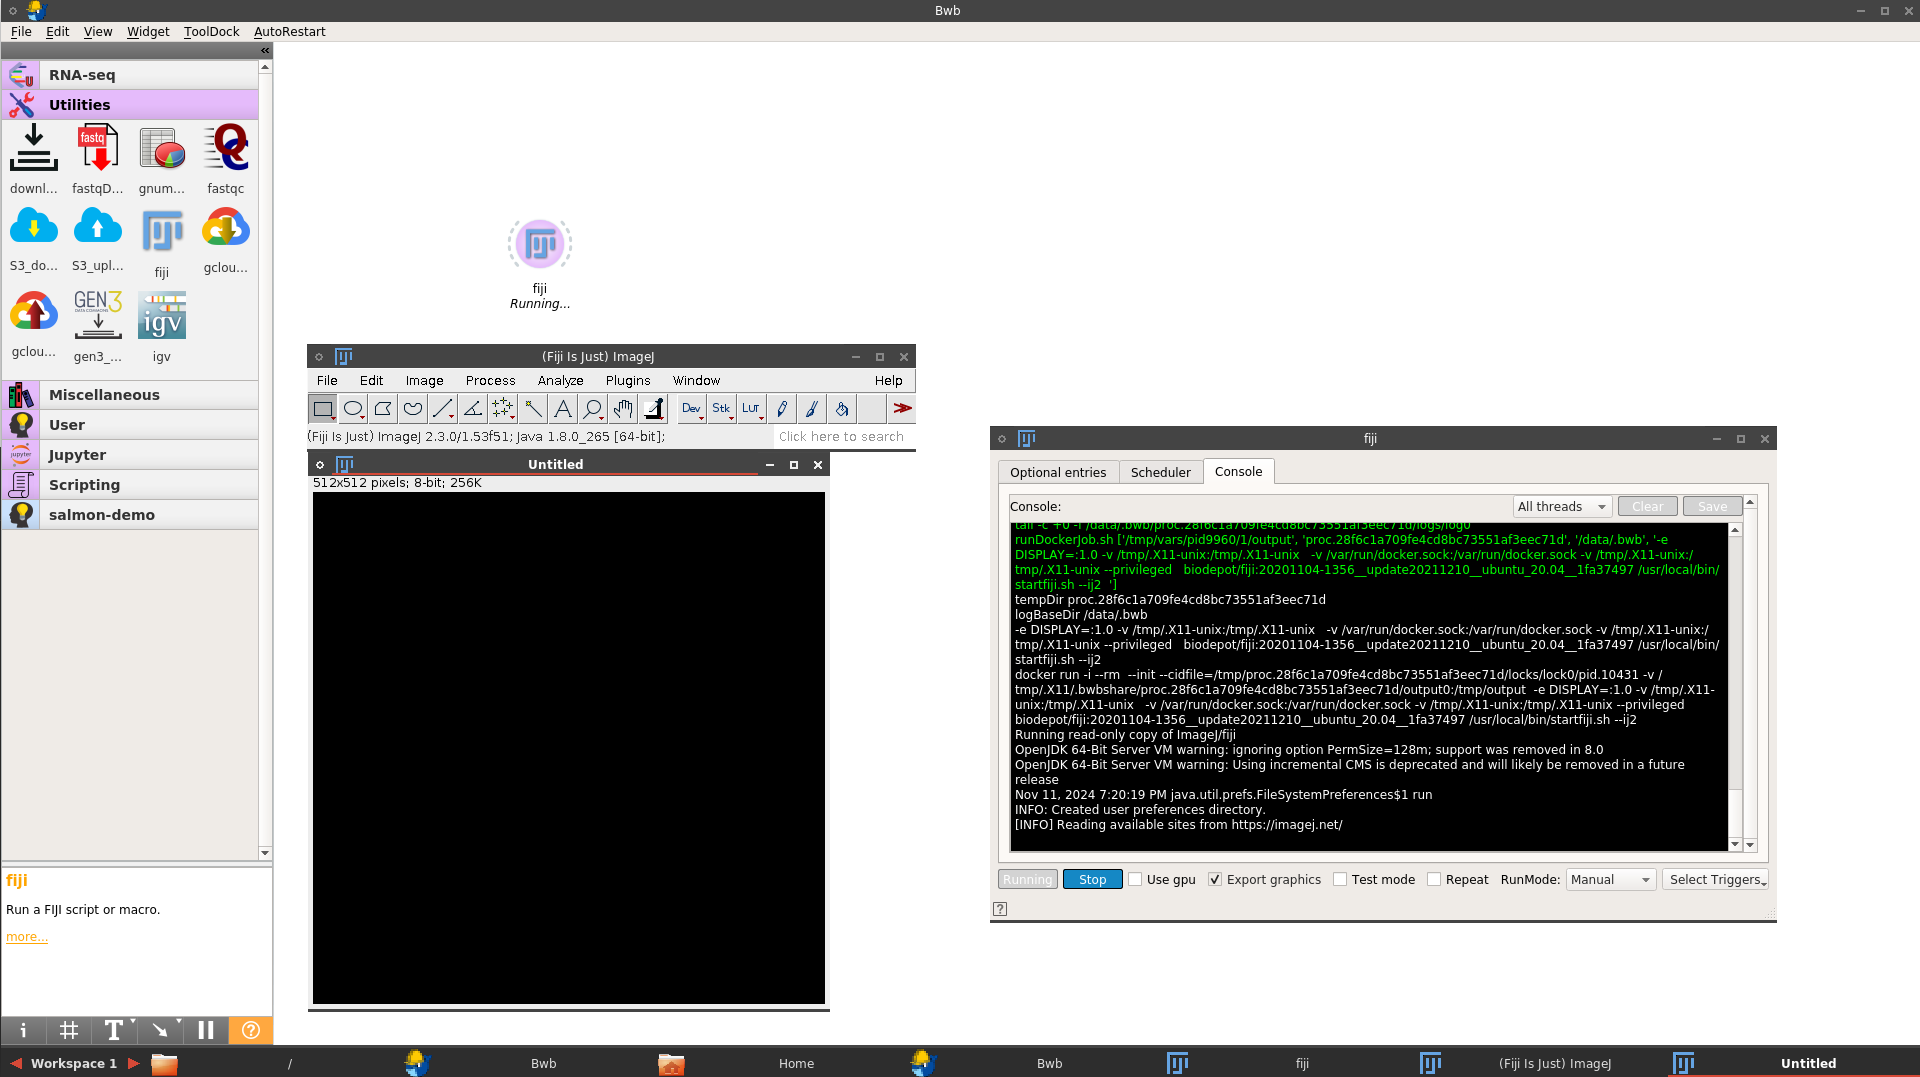 Bwb
File Edit View Widget ToolDock AutoRestart
«
RNA-seq
Utilities
fastq
downl... fastqD... gnum... fastqc
S3_do... S3_upl... fiji gclou...
GEN3
igv
gclou... gen3_... igv
Miscellaneous
User
jupyter
Jupyter
Scripting
salmon-demo
fiji
Run a FIJI script or macro.
more...
fiji
Running...
(Fiji Is Just) ImageJ
File Edit Image Process Analyze Plugins Window Help
Dev Stk LUT
(Fiji Is Just) ImageJ 2.3.0/1.53f51; Java 1.8.0_265 [64-bit];
Click here to search
Untitled
512x512 pixels; 8-bit; 256K
fiji
Optional entries Scheduler Console
Console: All threads Clear Save
tail -c +0 -f /data/.bwb/proc.28f6c1a709fe4cd8bc73551af3eec71d/logs/log0
runDockerJob.sh ['/tmp/vars/pid9960/1/output', 'proc.28f6c1a709fe4cd8bc73551af3eec71d', '/data/.bwb', '-e
DISPLAY=:1.0 -v /tmp/.X11-unix:/tmp/.X11-unix   -v /var/run/docker.sock:/var/run/docker.sock -v /tmp/.X11-unix:/
tmp/.X11-unix --privileged   biodepot/fiji:20201104-1356__update20211210__ubuntu_20.04__1fa37497 /usr/local/bin/
startfiji.sh --ij2  ']
tempDir proc.28f6c1a709fe4cd8bc73551af3eec71d
logBaseDir /data/.bwb
-e DISPLAY=:1.0 -v /tmp/.X11-unix:/tmp/.X11-unix   -v /var/run/docker.sock:/var/run/docker.sock -v /tmp/.X11-unix:/
tmp/.X11-unix --privileged   biodepot/fiji:20201104-1356__update20211210__ubuntu_20.04__1fa37497 /usr/local/bin/
startfiji.sh --ij2
docker run -i --rm  --init --cidfile=/tmp/proc.28f6c1a709fe4cd8bc73551af3eec71d/locks/lock0/pid.10431 -v /
tmp/.X11/.bwbshare/proc.28f6c1a709fe4cd8bc73551af3eec71d/output0:/tmp/output  -e DISPLAY=:1.0 -v /tmp/.X11-
unix:/tmp/.X11-unix   -v /var/run/docker.sock:/var/run/docker.sock -v /tmp/.X11-unix:/tmp/.X11-unix --privileged
biodepot/fiji:20201104-1356__update20211210__ubuntu_20.04__1fa37497 /usr/local/bin/startfiji.sh --ij2
Running read-only copy of ImageJ/fiji
OpenJDK 64-Bit Server VM warning: ignoring option PermSize=128m; support was removed in 8.0
OpenJDK 64-Bit Server VM warning: Using incremental CMS is deprecated and will likely be removed in a future
release
Nov 11, 2024 7:20:19 PM java.util.prefs.FileSystemPreferences$1 run
INFO: Created user preferences directory.
[INFO] Reading available sites from https://imagej.net/
Running Stop Use gpu Export graphics Test mode Repeat RunMode: Manual Select Triggers
?
Workspace 1 / Bwb Home Bwb fiji (Fiji Is Just) ImageJ Untitled